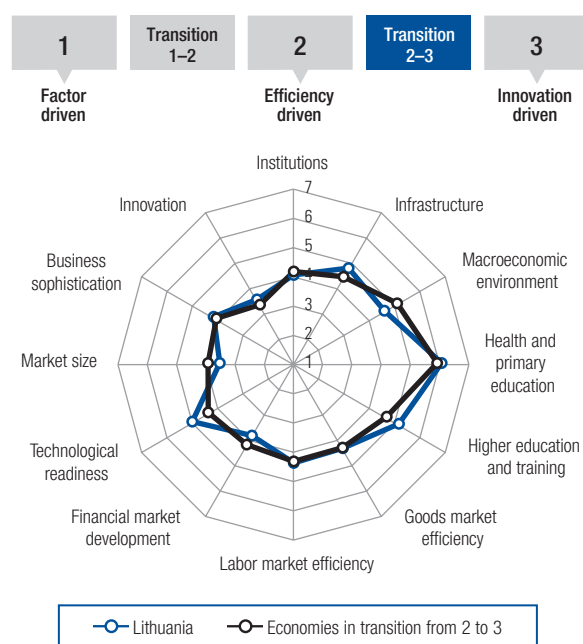 1
Transition
1–2
2
Transition
2–3
3
Factor
driven
Efficiency
driven
Innovation
driven
Institutions
7
6
5
4
3
2
1
Infrastructure
Macroeconomic
environment
Health and
primary
education
Higher education
and training
Goods market
efficiency
Labor market efficiency
Financial market
development
Technological
readiness
Market size
Business
sophistication
Innovation
Lithuania
Economies in transition from 2 to 3